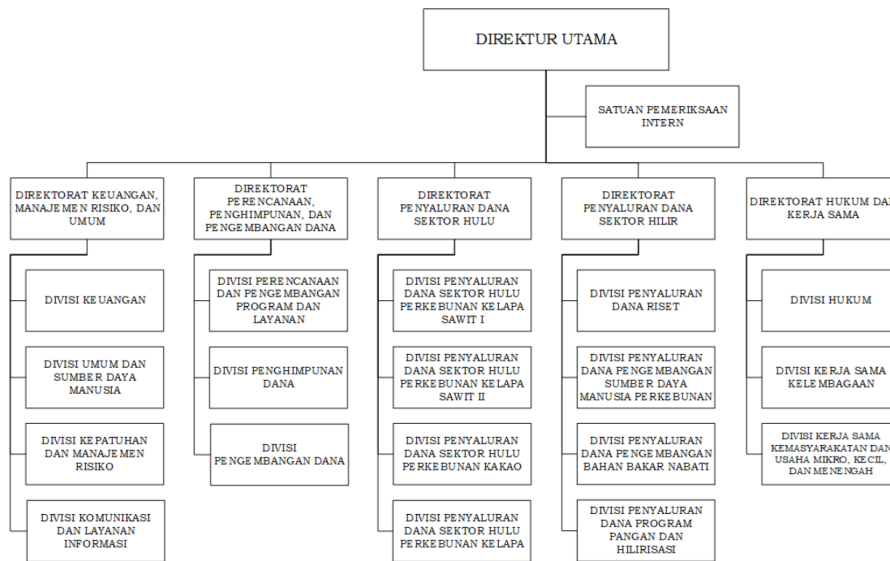 DIREKTUR UTAMA
SATUAN PEMERIKSAAN
INTERN
DIREKTORAT KEUANGAN,
MANAJEMEN RISIKO, DAN
UMUM
DIREKTORAT
PERENCANAAN,
PENGHIMPUNAN, DAN
PENGEMBANGAN DANA
DIREKTORAT
PENYALURAN DANA
SEKTOR HULU
DIREKTORAT
PENYALURAN DANA
SEKTOR HILIR
DIREKTORAT HUKUM DAN
KERJA SAMA
DIVISI KEUANGAN
DIVISI UMUM DAN
SUMBER DAYA
MANUSIA
DIVISI KEPATUHAN
DAN MANAJEMEN
RISIKO
DIVISI KOMUNIKASI
DAN LAYANAN
INFORMASI
DIVISI PERENCANAAN
DAN PENGEMBANGAN
PROGRAM DAN
LAYANAN
DIVISI PENGHIMPUNAN
DANA
DIVISI
PENGEMBANGAN DANA
DIVISI PENYALURAN
DANA SEKTOR HULU
PERKEBUNAN KELAPA
SAWIT I
DIVISI PENYALURAN
DANA SEKTOR HULU
PERKEBUNAN KELAPA
SAWIT II
DIVISI PENYALURAN
DANA SEKTOR HULU
PERKEBUNAN KAKAO
DIVISI PENYALURAN
DANA SEKTOR HULU
PERKEBUNAN KELAPA
DIVISI PENYALURAN
DANA RISET
DIVISI PENYALURAN
DANA PENGEMBANGAN
SUMBER DAYA
MANUSIA PERKEBUNAN
DIVISI PENYALURAN
DANA PENGEMBANGAN
BAHAN BAKAR NABATI
DIVISI PENYALURAN
DANA PROGRAM
PANGAN DAN
HILIRISASI
DIVISI HUKUM
DIVISI KERJA SAMA
KELEMBAGAAN
DIVISI KERJA SAMA
KEMASYARAKATAN DAN
USAHA MIKRO, KECIL,
DAN MENENGAH